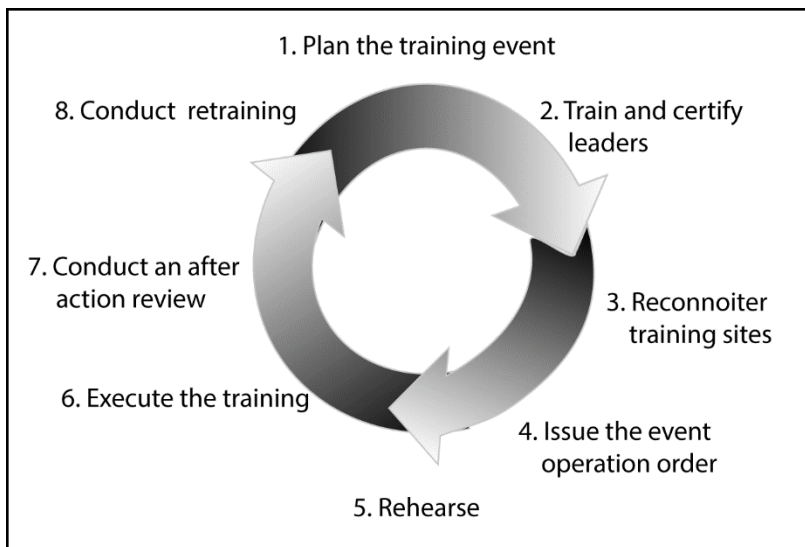 1. Plan the training event
2. Train and certify
leaders
3. Reconnoiter
training sites
4. Issue the event
operation order
5. Rehearse
6. Execute the training
7. Conduct an after
action review
8. Conduct retraining